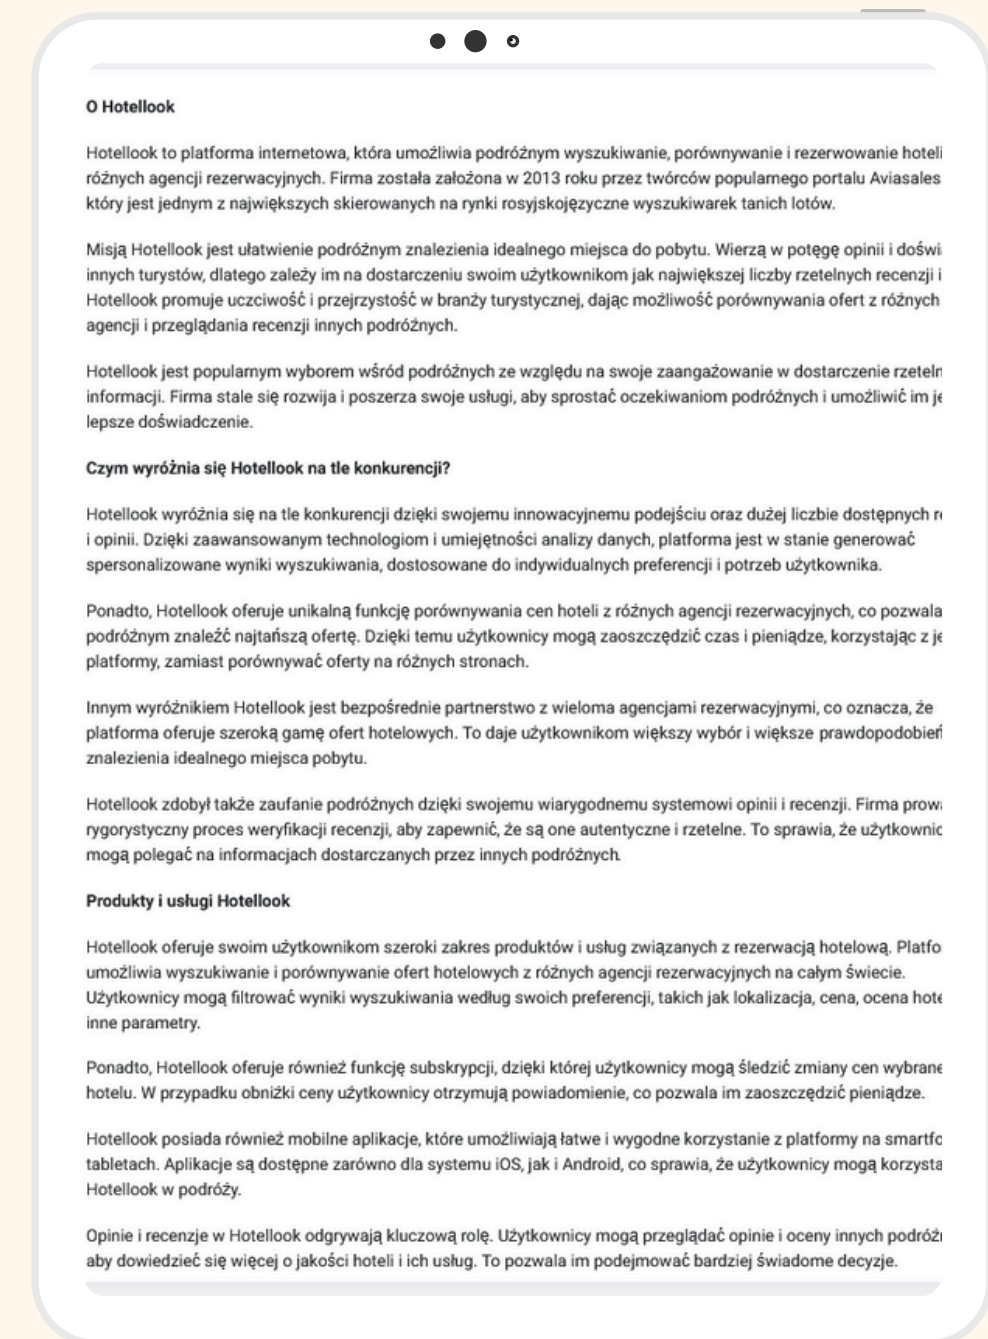 O Hotellook
Hotellook to platforma internetowa, która umożliwia podróżnym wyszukiwanie, porównywanie i rezerwowanie hoteli
różnych agencji rezerwacyjnych. Firma została założona w 2013 roku przez twórców popularnego portalu Aviasales
który jest jednym z największych skierowanych na rynki rosyjskojęzyczne wyszukiwarek tanich lotów.
Misją Hotellook jest ułatwienie podróżnym znalezienia idealnego miejsca do pobytu. Wierzą w potęgę opinii i
innych turystów, dlatego zależy im na dostarczeniu swoim użytkownikom jak największej liczby rzetelnych recenzji i
Hotellook promuje uczciwość i przejrzystość w branży turystycznej, dając możliwość porównywania ofert z różnych
agencji i przeglądania recenzji innych podróżnych.
Hotellook jest popularnym wyborem wśród podróżnych ze względu na swoje zaangażowanie w dostarczenie rzeteln
informacji. Firma stale się rozwija i poszerza swoje usługi, aby sprostać oczekiwaniom podróżnych i umożliwić im je
lepsze doświadczenie.
Czym wyróżnia się Hotellook na tle konkurencji?
Hotellook wyróżnia się na tle konkurencji dzięki swojemu innowacyjnemu podejściu oraz dużej liczbie dostępnych
i opinii. Dzięki zaawansowanym technologiom i umiejętności analizy danych, platforma jest w stanie generować
spersonalizowane wyniki wyszukiwania, dostosowane do indywidualnych preferencji i potrzeb użytkownika.
Ponadto, Hotellook oferuje unikalną funkcję porównywania cen hoteli z różnych agencji rezerwacyjnych, co pozwala
podróżnym znaleźć najtańszą ofertę. Dzięki temu użytkownicy mogą zaoszczędzić czas i pieniądze, korzystając z je
platformy, zamiast porównywać oferty na różnych stronach.
Innym wyróżnikiem Hotellook jest bezpośrednie partnerstwo z wieloma agencjami rezerwacyjnymi, co oznacza, że
platforma oferuje szeroką gamę ofert hotelowych. To daje użytkownikom większy wybór i większe prawdopodobień
znalezienia idealnego miejsca pobytu.
Hotellook zdobył także zaufanie podróżnych dzięki swojemu wiarygodnemu systemowi opinii i recenzji. Firma
rygorystyczny proces weryfikacji recenzji, aby zapewnić, że są one autentyczne i rzetelne. To sprawia, że użytkownic
mogą polegać na informacjach dostarczanych przez innych podróżnych.
Produkty i usługi Hotellook
Hotellook oferuje swoim użytkownikom szeroki zakres produktów i usług związanych z rezerwacją hotelową. Platfo
umożliwia wyszukiwanie i porównywanie ofert hotelowych z różnych agencji rezerwacyjnych na całym świecie.
Użytkownicy mogą filtrować wyniki wyszukiwania według swoich preferencji, takich jak lokalizacja, cena, ocena hote
inne parametry.
Ponadto, Hotellook oferuje również funkcję subskrypcji, dzięki której użytkownicy mogą śledzić zmiany cen wybrane
hotelu. W przypadku obniżki ceny użytkownicy otrzymują powiadomienie, co pozwala im zaoszczędzić pieniądze.
Hotellook posiada również mobilne aplikacje, które umożliwiają łatwe i wygodne korzystanie z platformy na smartfo
tabletach. Aplikacje są dostępne zarówno dla systemu iOS, jak i Android, co sprawia, że użytkownicy mogą korzysta
Hotellook w podróży.
Opinie i recenzje w Hotellook odgrywają kluczową rolę. Użytkownicy mogą przeglądać opinie i oceny innych
aby dowiedzieć się więcej o jakości hoteli i ich usług. To pozwala im podejmować bardziej świadome decyzje.